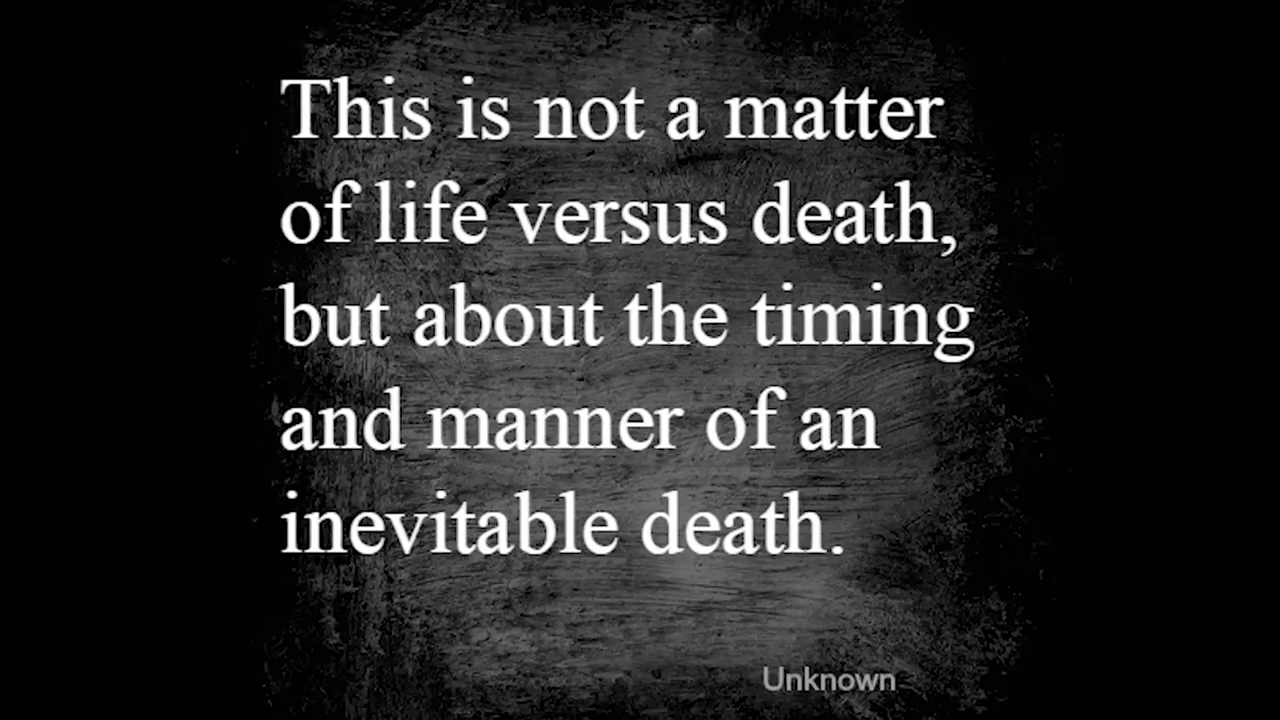 This is not a matter
of life versus death,
but about the timing
and manner of an
inevitable death.
Unknown